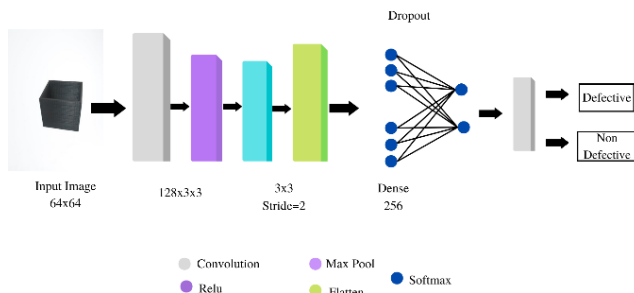 Dropout
Defective
Non
Defective
Input Image
64x64
128x3x3
3x3
Stride=2
Dense
256
Convolution
Max Pool
Softmax
Relu
Flatten